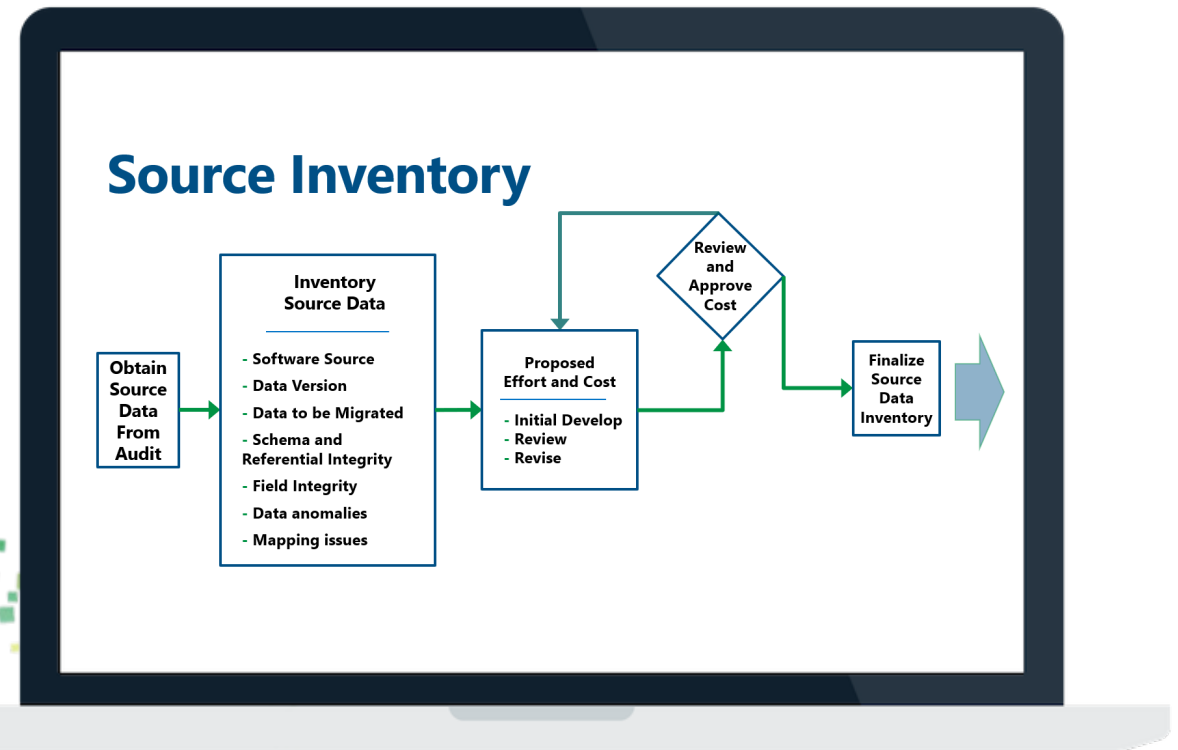 Source Inventory
Obtain
Source
Data
From
Audit
Inventory
Source Data
- Software Source
- Data Version
- Data to be Migrated
- Schema and
Referential Integrity
- Field Integrity
- Data anomalies
- Mapping issues
Proposed
Effort and Cost
- Initial Develop
- Review
- Revise
Review
and
Approve
Cost
Finalize
Source
Data
Inventory